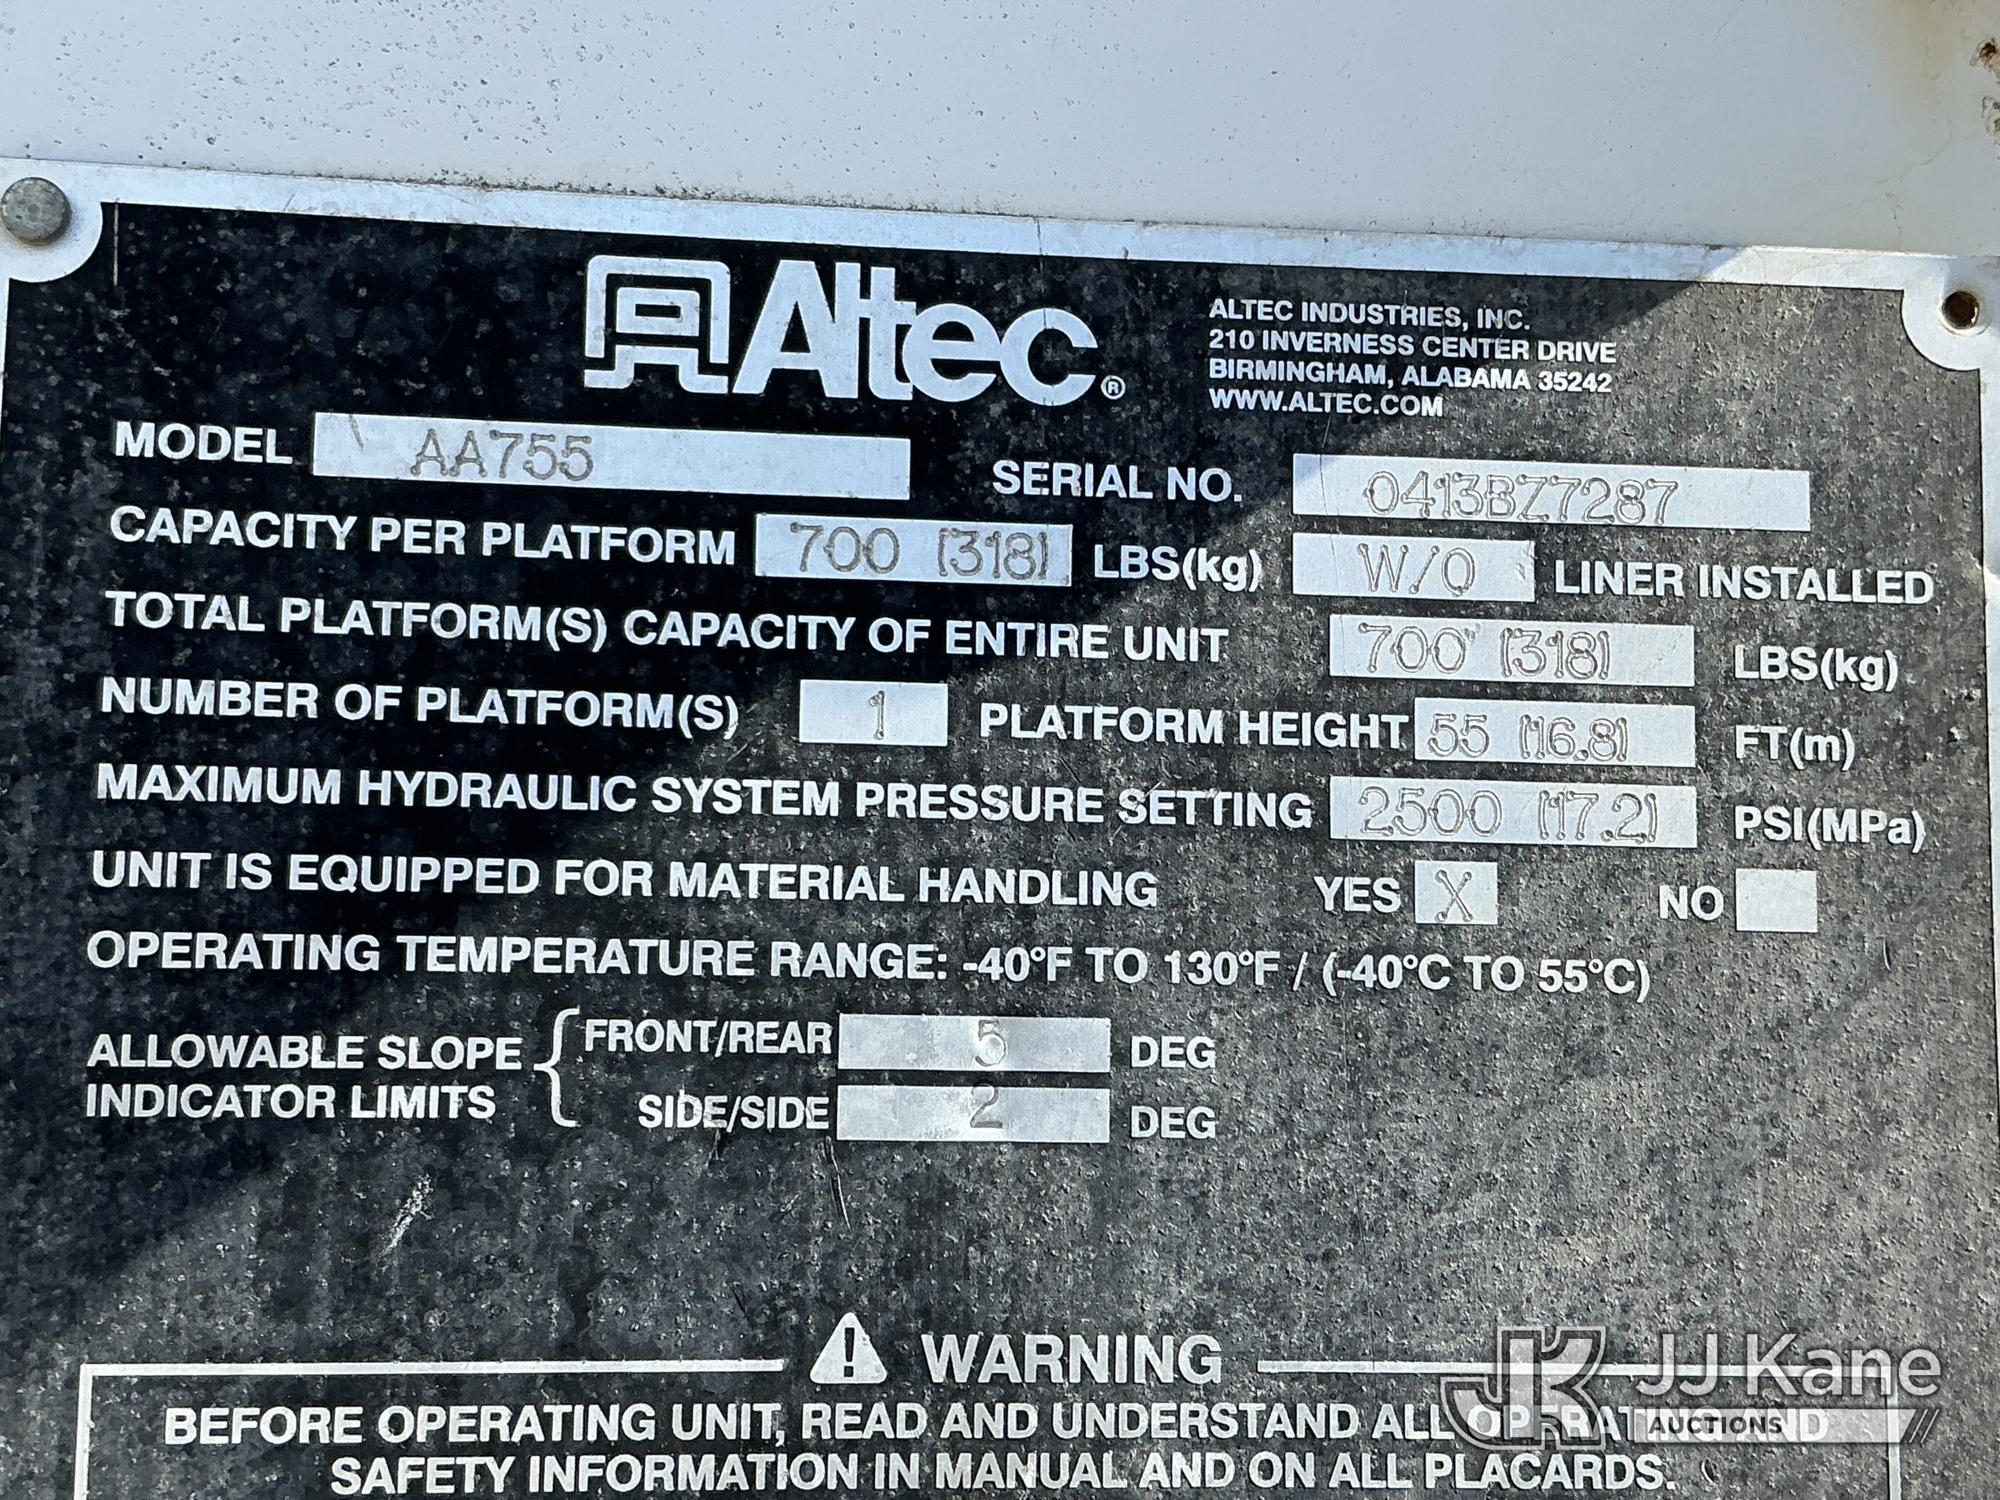 Altec®
ALTEC INDUSTRIES, INC.
210 INVERNESS CENTER DRIVE
BIRMINGHAM, ALABAMA 35242
WWW.ALTEC.COM
MODEL AA755 SERIAL NO. 0413BZ7287
CAPACITY PER PLATFORM 700 (318) LBS(kg) W/O LINER INSTALLED
TOTAL PLATFORM(S) CAPACITY OF ENTIRE UNIT 700 (318) LBS(kg)
NUMBER OF PLATFORM(S) 1 PLATFORM HEIGHT 55 (16.8) FT(m)
MAXIMUM HYDRAULIC SYSTEM PRESSURE SETTING 2500 (17.2) PSI(MPa)
UNIT IS EQUIPPED FOR MATERIAL HANDLING YES X NO
OPERATING TEMPERATURE RANGE: -40°F TO 130°F / (-40°C TO 55°C)
ALLOWABLE SLOPE INDICATOR LIMITS
FRONT/REAR 5 DEG
SIDE/SIDE 2 DEG
WARNING
BEFORE OPERATING UNIT, READ AND UNDERSTAND ALL OPERATING AND
SAFETY INFORMATION IN MANUAL AND ON ALL PLACARDS.
JK JJ Kane
AUCTIONS